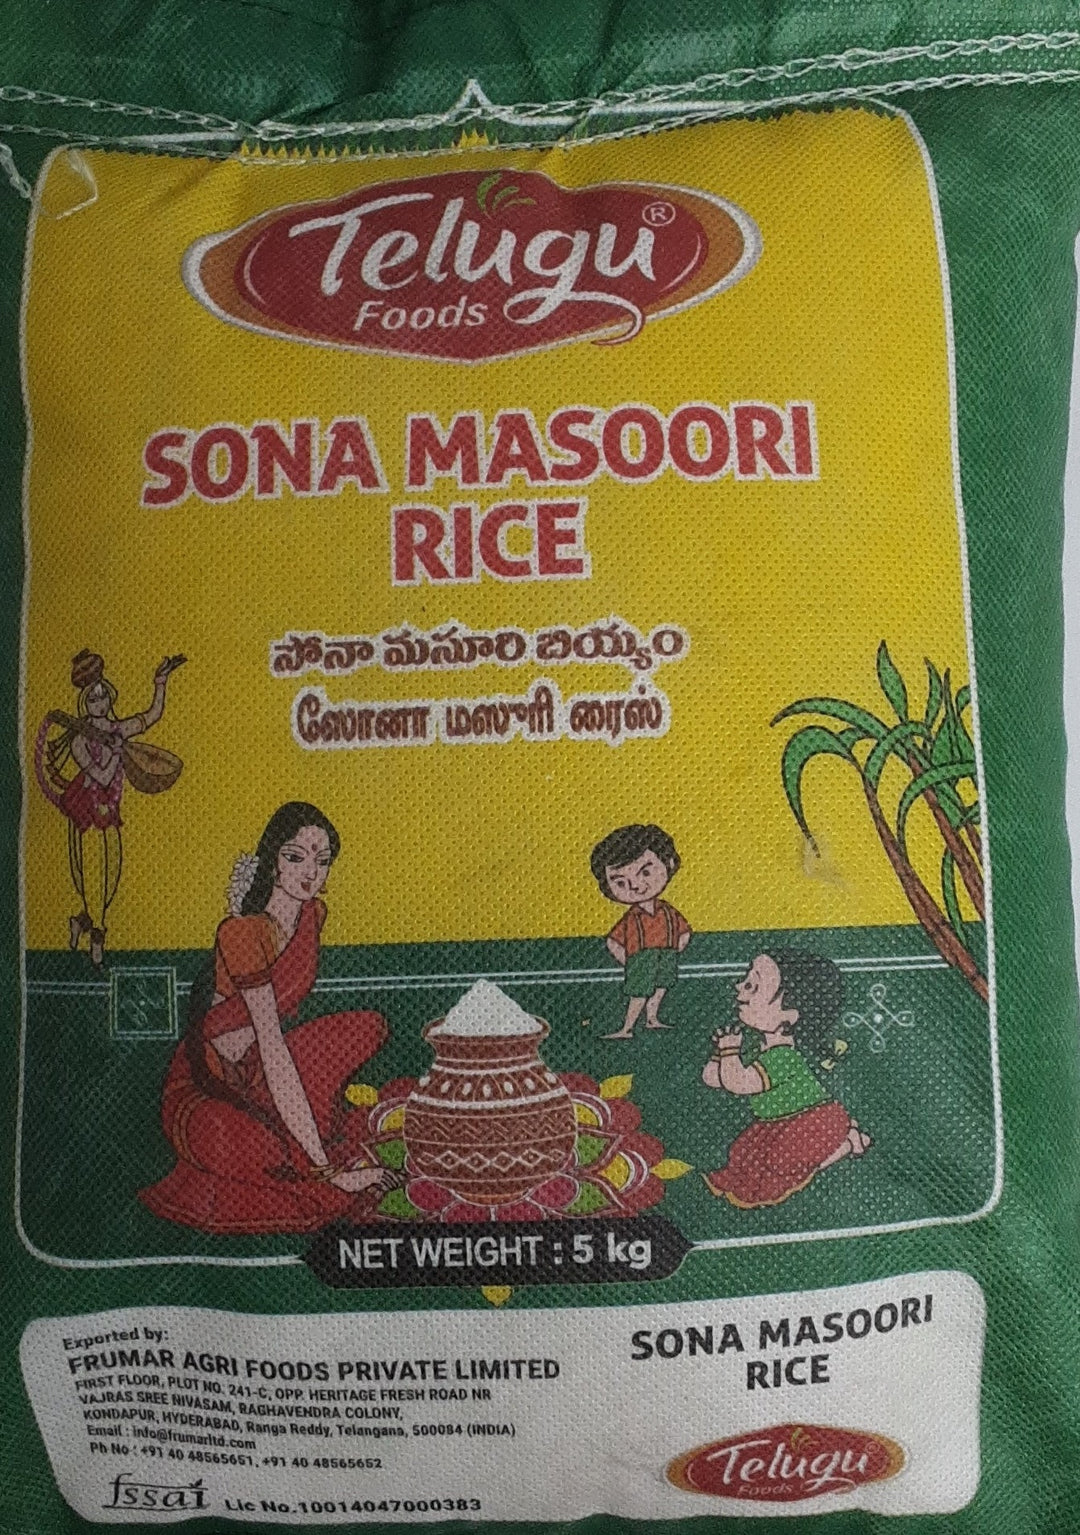 Telugu®
Foods
SONA MASOORI
RICE
సోనా మసూరి బియ్యం
ஸோனா மஸுரி ரைஸ்
NET WEIGHT : 5 kg
Exported by:
FRUMAR AGRI FOODS PRIVATE LIMITED
FIRST FLOOR, PLOT NO. 241-C, OPP. HERITAGE FRESH ROAD NR
VAJRAS SREE NIVASAM, RAGHAVENDRA COLONY,
KONDAPUR, HYDERABAD, Ranga Reddy, Telangana, 500084 (INDIA)
Email : info@frumarltd.com
Ph No : +91 40 48565651, +91 40 48565652
fssai Lic No.10014047000383
SONA MASOORI
RICE
Telugu®
Foods